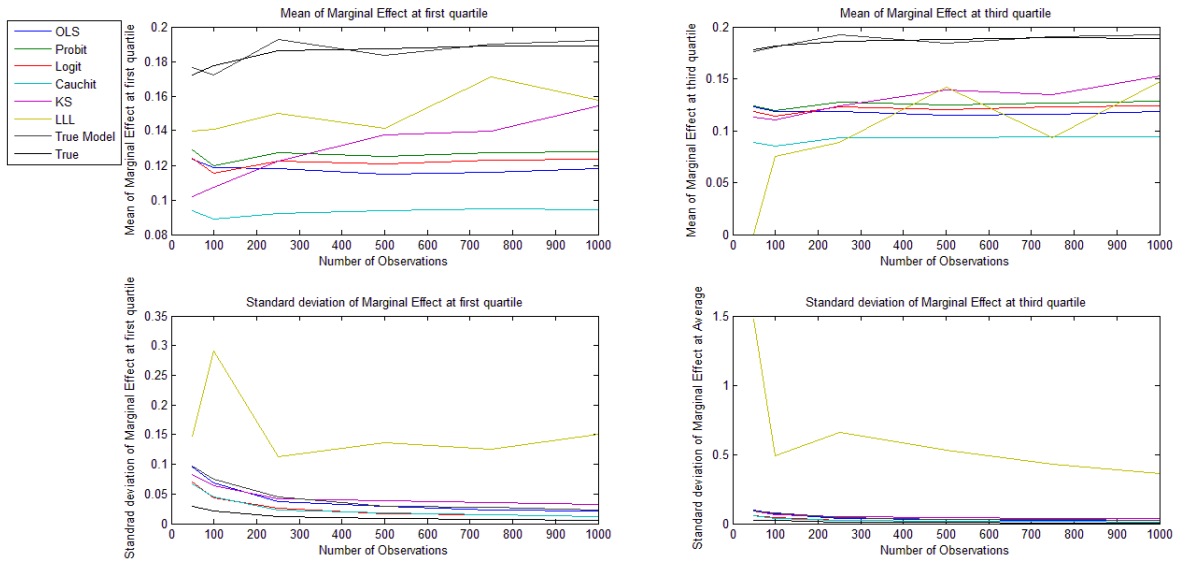 OLS
Probit
Logit
Cauchit
KS
LLL
True Model
True
Mean of Marginal Effect at first quartile
Mean of Marginal Effect at first quartile
0.2
0.18
0.16
0.14
0.12
0.1
0.08
0 100 200 300 400 500 600 700 800 900 1000
Number of Observations
Mean of Marginal Effect at third quartile
Mean of Marginal Effect at third quartile
0.2
0.15
0.1
0.05
0
0 100 200 300 400 500 600 700 800 900 1000
Number of Observations
Standard deviation of Marginal Effect at first quartile
Standrad deviation of Marginal Effect at first quartile
0.35
0.3
0.25
0.2
0.15
0.1
0.05
0
0 100 200 300 400 500 600 700 800 900 1000
Number of Observations
Standard deviation of Marginal Effect at third quartile
Standard deviation of Marginal Effect at Average
1.5
1
0.5
0
0 100 200 300 400 500 600 700 800 900 1000
Number of Observations